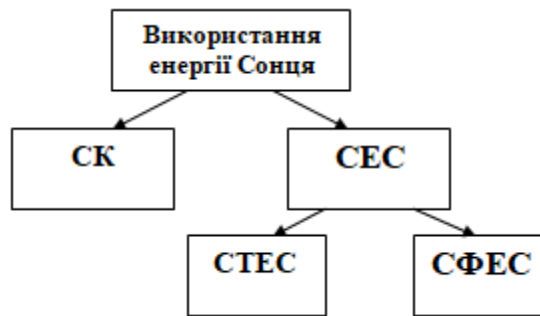 Використання
енергії Сонця
СК
СЕС
СТЕС
СФЕС